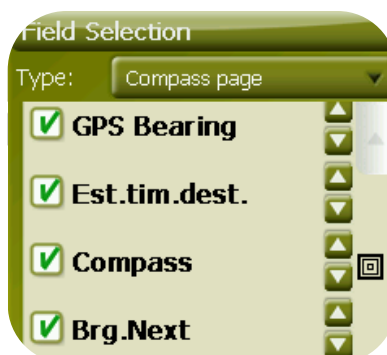 Field Selection
Type: Compass page
GPS Bearing
Est.tim.dest.
Compass
Brg.Next